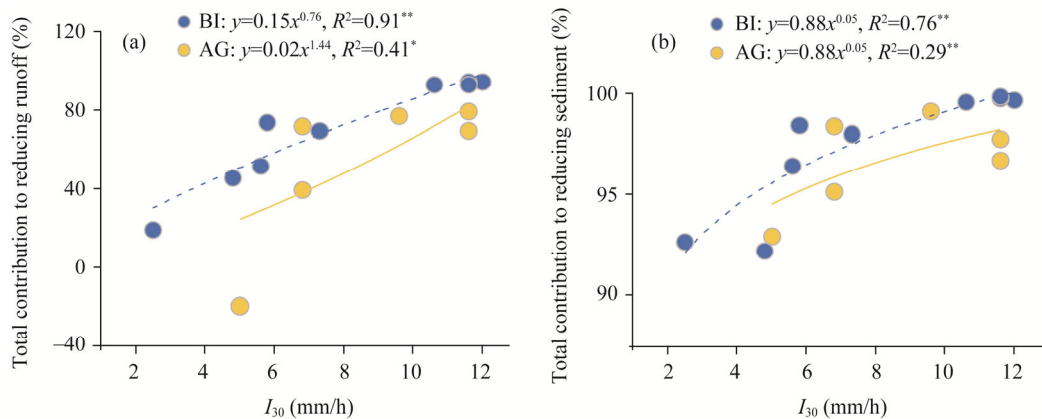 BI: y=0.15x^0.76, R²=0.91**
(a)
AG: y=0.02x^1.44, R²=0.41*
Total contribution to reducing runoff (%)
120
80
40
0
–40
2 4 6 8 10 12
I₃₀ (mm/h)
BI: y=0.88x^0.05, R²=0.76**
(b)
AG: y=0.88x^0.05, R²=0.29**
Total contribution to reducing sediment (%)
100
95
90
2 4 6 8 10 12
I₃₀ (mm/h)